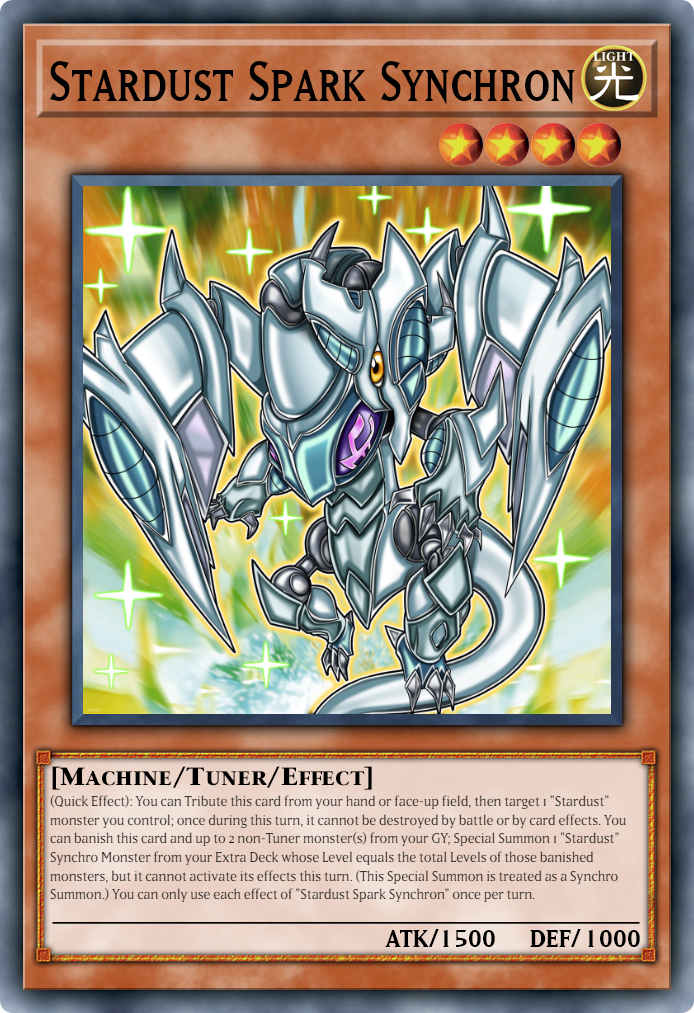 Stardust Spark Synchron
LIGHT
光
[Machine/Tuner/Effect]
(Quick Effect): You can Tribute this card from your hand or face-up field, then target 1 "Stardust"
monster you control; once during this turn, it cannot be destroyed by battle or by card effects. You
can banish this card and up to 2 non-Tuner monster(s) from your GY; Special Summon 1 "Stardust"
Synchro Monster from your Extra Deck whose Level equals the total Levels of those banished
monsters, but it cannot activate its effects this turn. (This Special Summon is treated as a Synchro
Summon.) You can only use each effect of "Stardust Spark Synchron" once per turn.
ATK/1500 DEF/1000